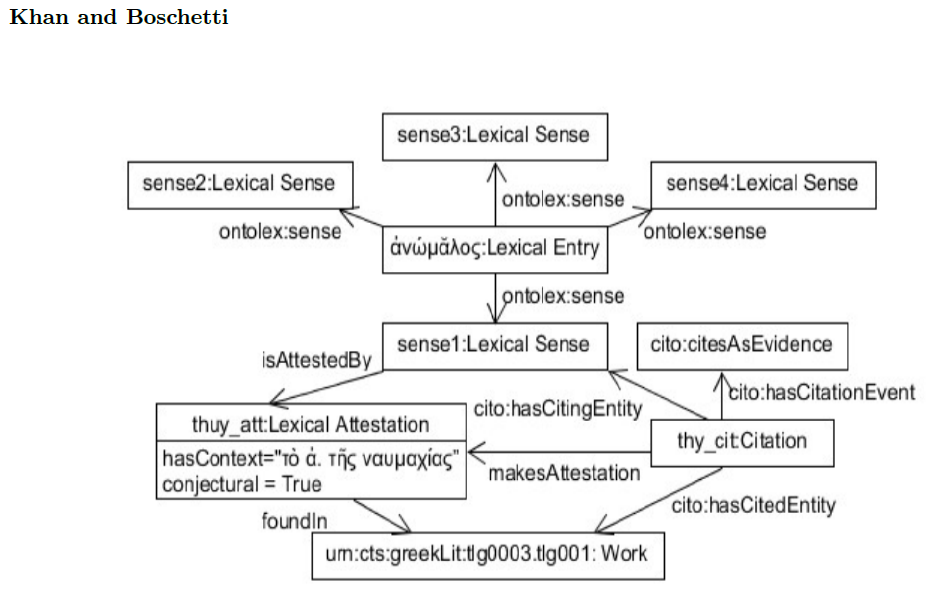 Khan and Boschetti
sense3:Lexical Sense
sense2:Lexical Sense
sense4:Lexical Sense
ontolex:sense
ontolex:sense
ontolex:sense
ἀνώμᾰλος:Lexical Entry
ontolex:sense
sense1:Lexical Sense
cito:citesAsEvidence
isAttestedBy
cito:hasCitationEvent
cito:hasCitingEntity
thuy_att:Lexical Attestation
thy_cit:Citation
hasContext="τὸ ἀ. τῆς ναυμαχίας"
conjectural = True
makesAttestation
cito:hasCitedEntity
foundIn
urn:cts:greekLit:tlg0003.tlg001: Work